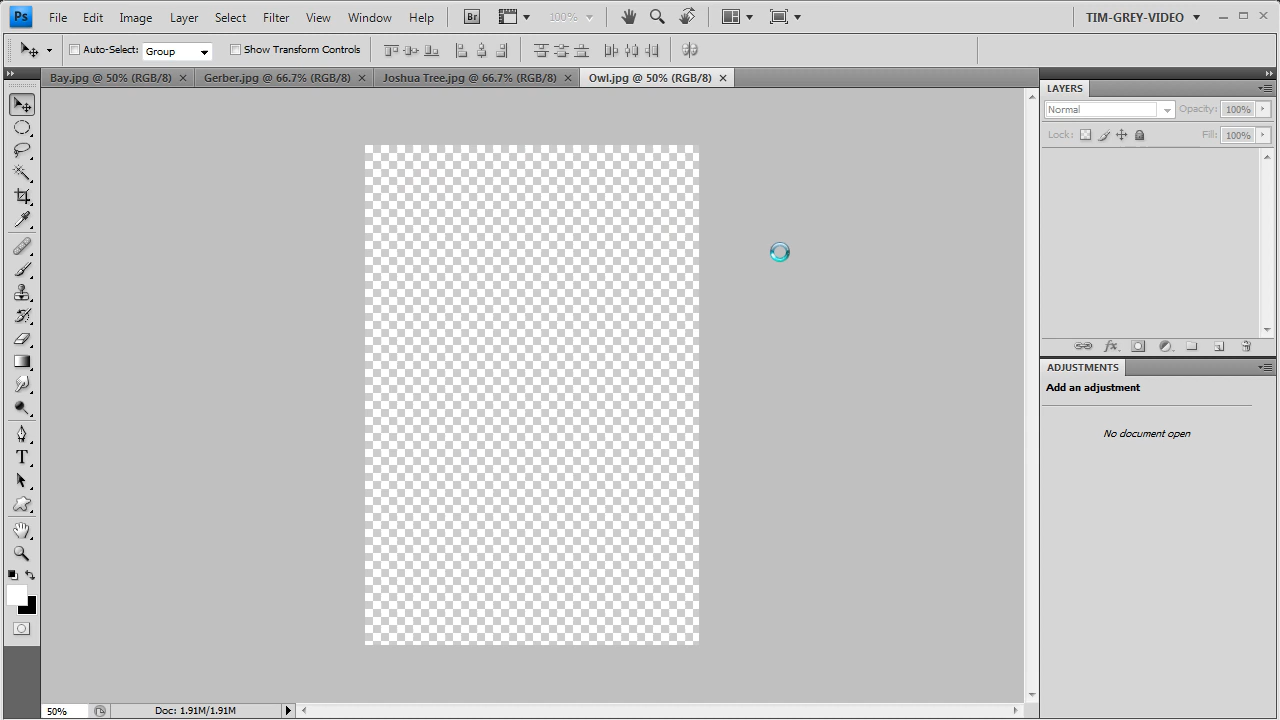 Ps File Edit Image Layer Select Filter View Window Help Br 100% TIM-GREY-VIDEO
Auto-Select: Group Show Transform Controls
Bay.jpg @ 50% (RGB/8) Gerber.jpg @ 66.7% (RGB/8) Joshua Tree.jpg @ 66.7% (RGB/8) Owl.jpg @ 50% (RGB/8)
LAYERS
Normal Opacity: 100%
Lock: Fill: 100%
fx
ADJUSTMENTS
Add an adjustment
No document open
T
50% Doc: 1.91M/1.91M